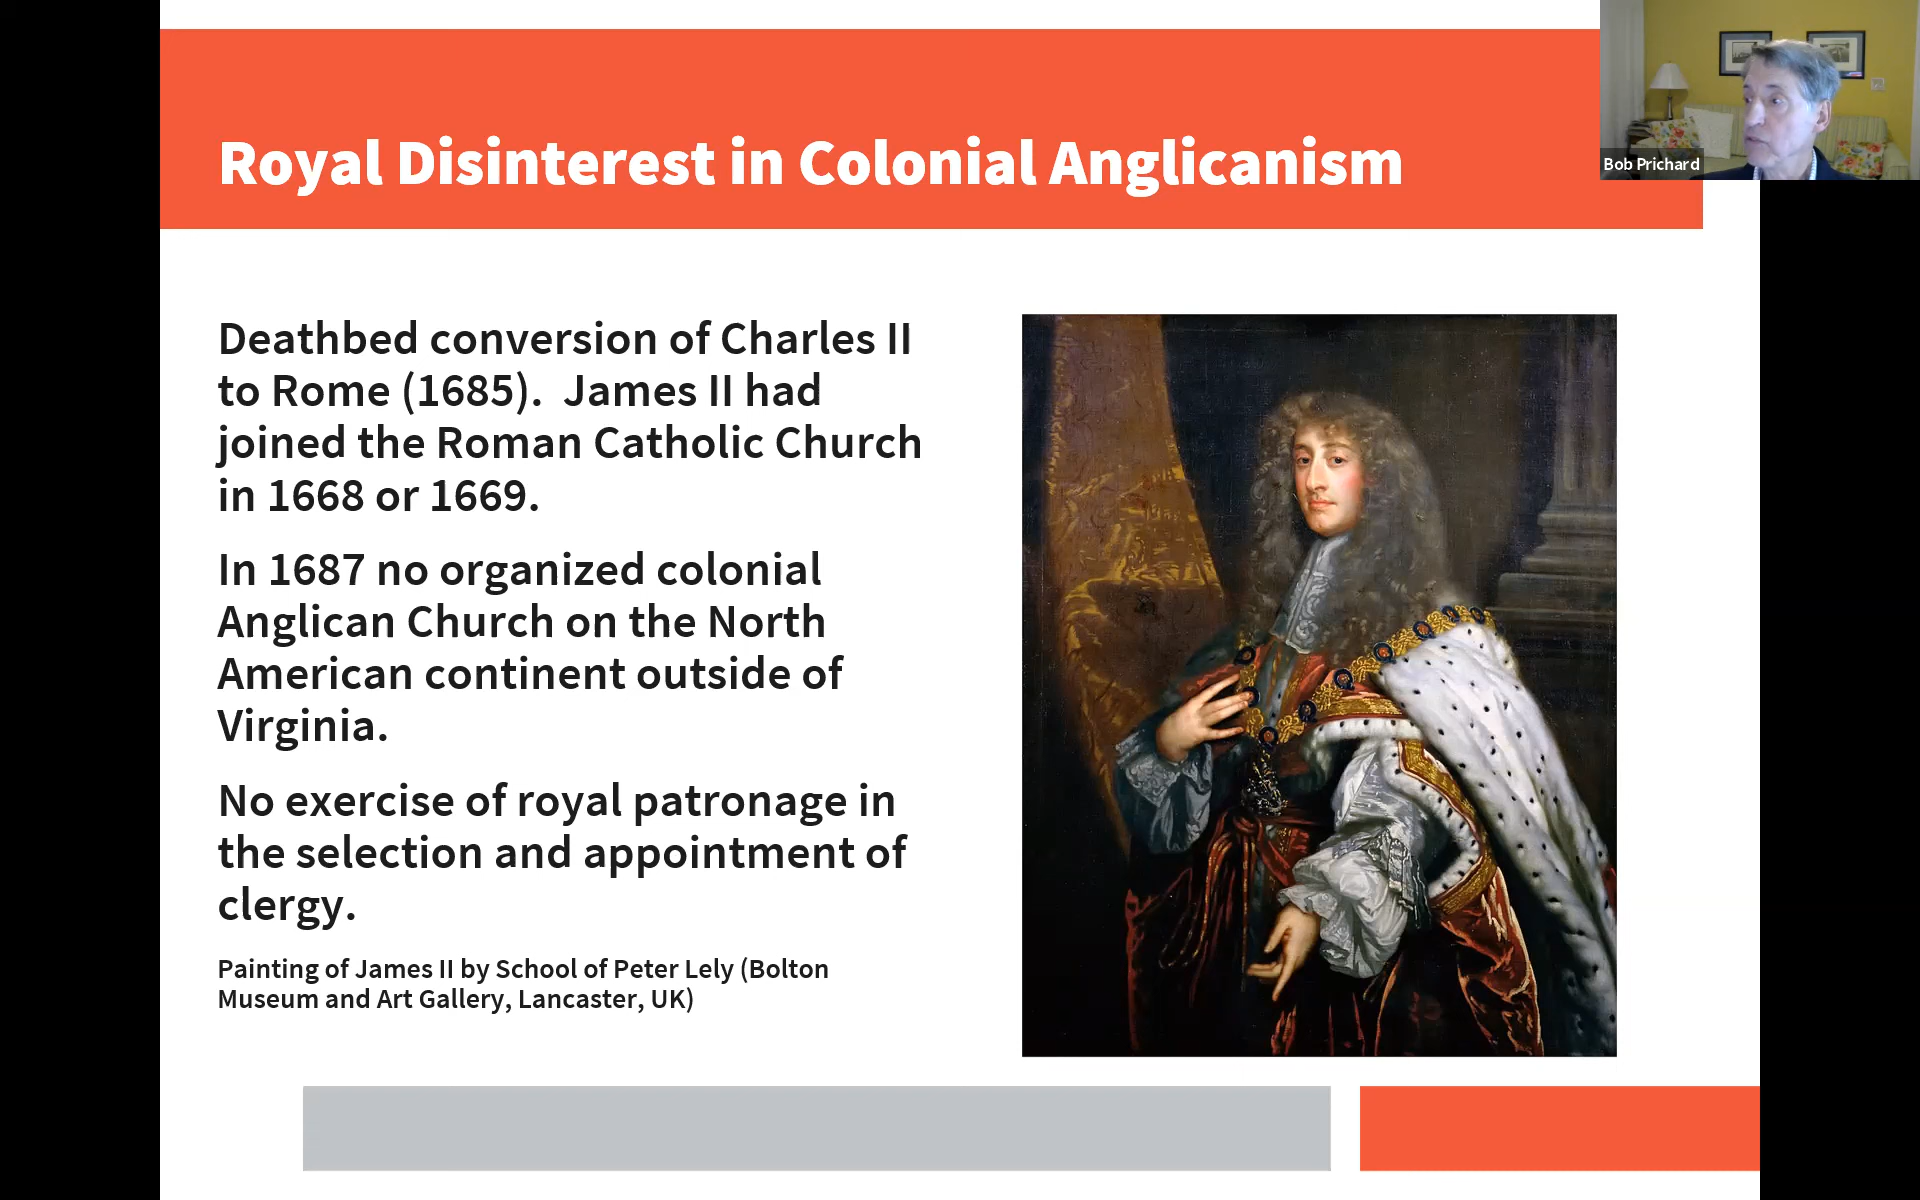 Royal Disinterest in Colonial Anglicanism
Bob Prichard
Deathbed conversion of Charles II
to Rome (1685).  James II had
joined the Roman Catholic Church
in 1668 or 1669.
In 1687 no organized colonial
Anglican Church on the North
American continent outside of
Virginia.
No exercise of royal patronage in
the selection and appointment of
clergy.
Painting of James II by School of Peter Lely (Bolton
Museum and Art Gallery, Lancaster, UK)